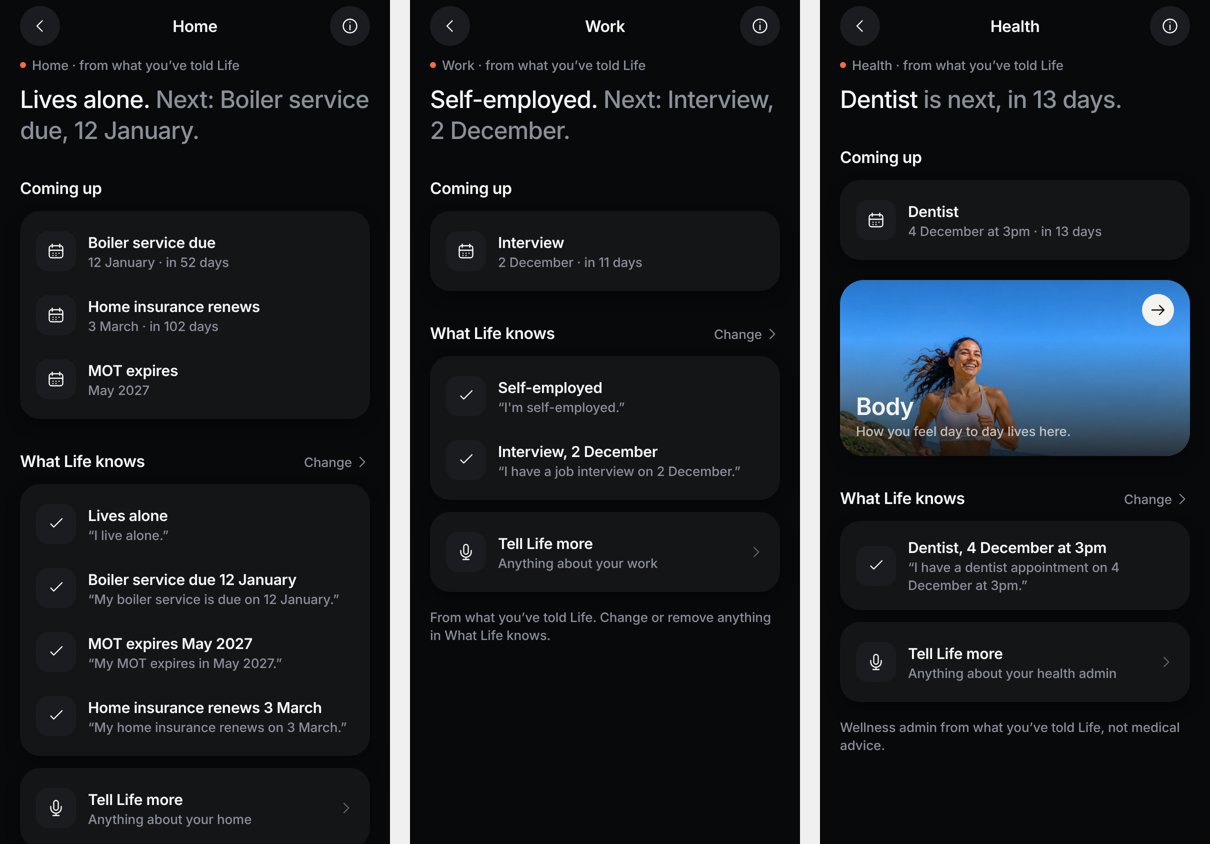 Home
Home · from what you’ve told Life
Lives alone. Next: Boiler service
due, 12 January.
Coming up
Boiler service due
12 January · in 52 days
Home insurance renews
3 March · in 102 days
MOT expires
May 2027
What Life knows
Change
Lives alone
“I live alone.”
Boiler service due 12 January
“My boiler service is due on 12 January.”
MOT expires May 2027
“My MOT expires in May 2027.”
Home insurance renews 3 March
“My home insurance renews on 3 March.”
Tell Life more
Anything about your home
Work
Work · from what you’ve told Life
Self-employed. Next: Interview,
2 December.
Coming up
Interview
2 December · in 11 days
What Life knows
Change
Self-employed
“I'm self-employed.”
Interview, 2 December
“I have a job interview on 2 December.”
Tell Life more
Anything about your work
From what you’ve told Life. Change or remove anything
in What Life knows.
Health
Health · from what you’ve told Life
Dentist is next, in 13 days.
Coming up
Dentist
4 December at 3pm · in 13 days
Body
How you feel day to day lives here.
What Life knows
Change
Dentist, 4 December at 3pm
“I have a dentist appointment on 4
December at 3pm.”
Tell Life more
Anything about your health admin
Wellness admin from what you’ve told Life, not medical
advice.